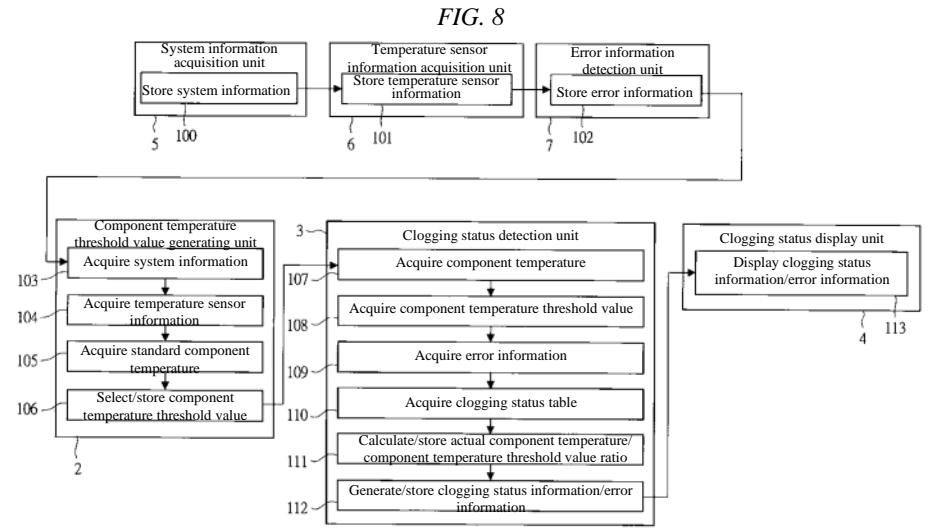 FIG. 8
System information
acquisition unit
Store system information
100
5
Temperature sensor
information acquisition unit
Store temperature sensor
information
101
6
Error information
detection unit
Store error information
102
7
Component temperature
threshold value generating unit
Acquire system information
103
Acquire temperature sensor
information
104
Acquire standard component
temperature
105
Select/store component
temperature threshold value
106
2
3
Clogging status detection unit
Acquire component temperature
107
Acquire component temperature threshold value
108
Acquire error information
109
Acquire clogging status table
110
Calculate/store actual component temperature/
component temperature threshold value ratio
111
Generate/store clogging status information/error
information
112
Clogging status display unit
Display clogging status
information/error information
113
4